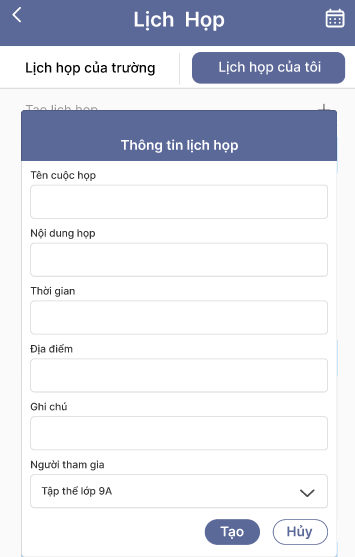 Lịch Họp
Lịch họp của trường
Lịch họp của tôi
Tạo lịch họp
Thông tin lịch họp
Tên cuộc họp
Nội dung họp
Thời gian
Địa điểm
Ghi chú
Người tham gia
Tập thể lớp 9A
Tạo
Hủy